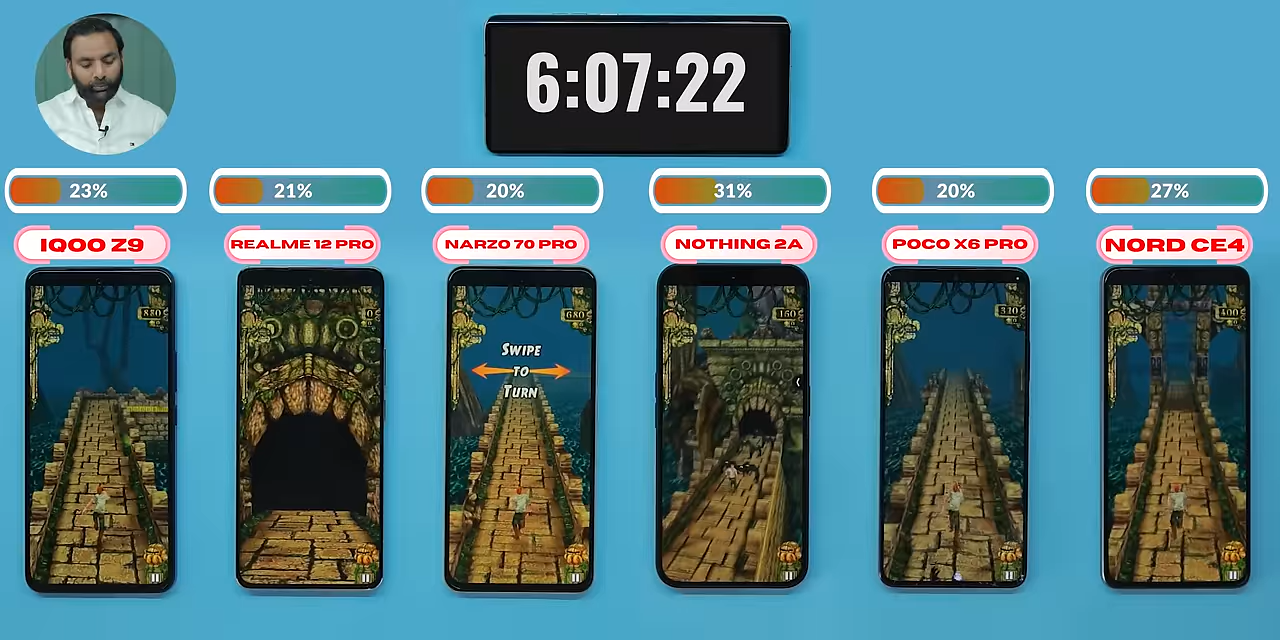 6:07:22
23%
21%
20%
31%
20%
27%
IQOO Z9
REALME 12 PRO
NARZO 70 PRO
NOTHING 2A
POCO X6 PRO
NORD CE4
880
0
680
160
310
400
SWIPE
TO
TURN